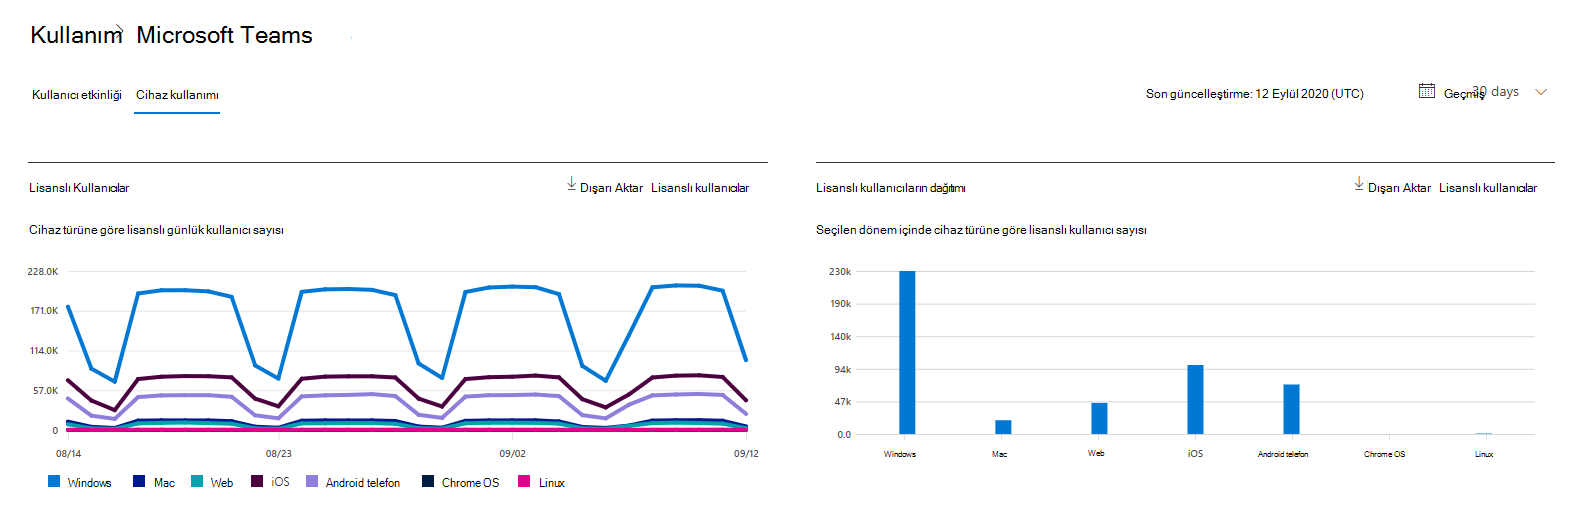 Kullanım Microsoft Teams
Kullanıcı etkinliği Cihaz kullanımı
Son güncelleştirme: 12 Eylül 2020 (UTC)
Geçmiş 30 days
Lisanslı Kullanıcılar
Dışarı Aktar Lisanslı kullanıcılar
Cihaz türüne göre lisanslı günlük kullanıcı sayısı
228.0K
171.0K
114.0K
57.0K
0
08/14 08/23 09/02 09/12
Windows Mac Web iOS Android telefon Chrome OS Linux
Lisanslı kullanıcıların dağıtımı
Dışarı Aktar Lisanslı kullanıcılar
Seçilen dönem içinde cihaz türüne göre lisanslı kullanıcı sayısı
230k
190k
140k
94k
47k
0.0
Windows Mac Web iOS Android telefon Chrome OS Linux